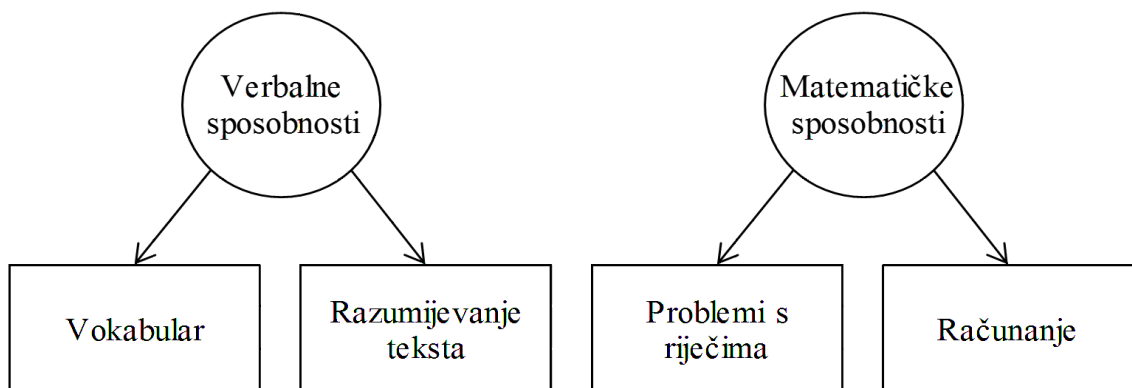 Verbalne
sposobnosti
Matematičke
sposobnosti
Vokabular
Razumijevanje
teksta
Problemi s
riječima
Računanje